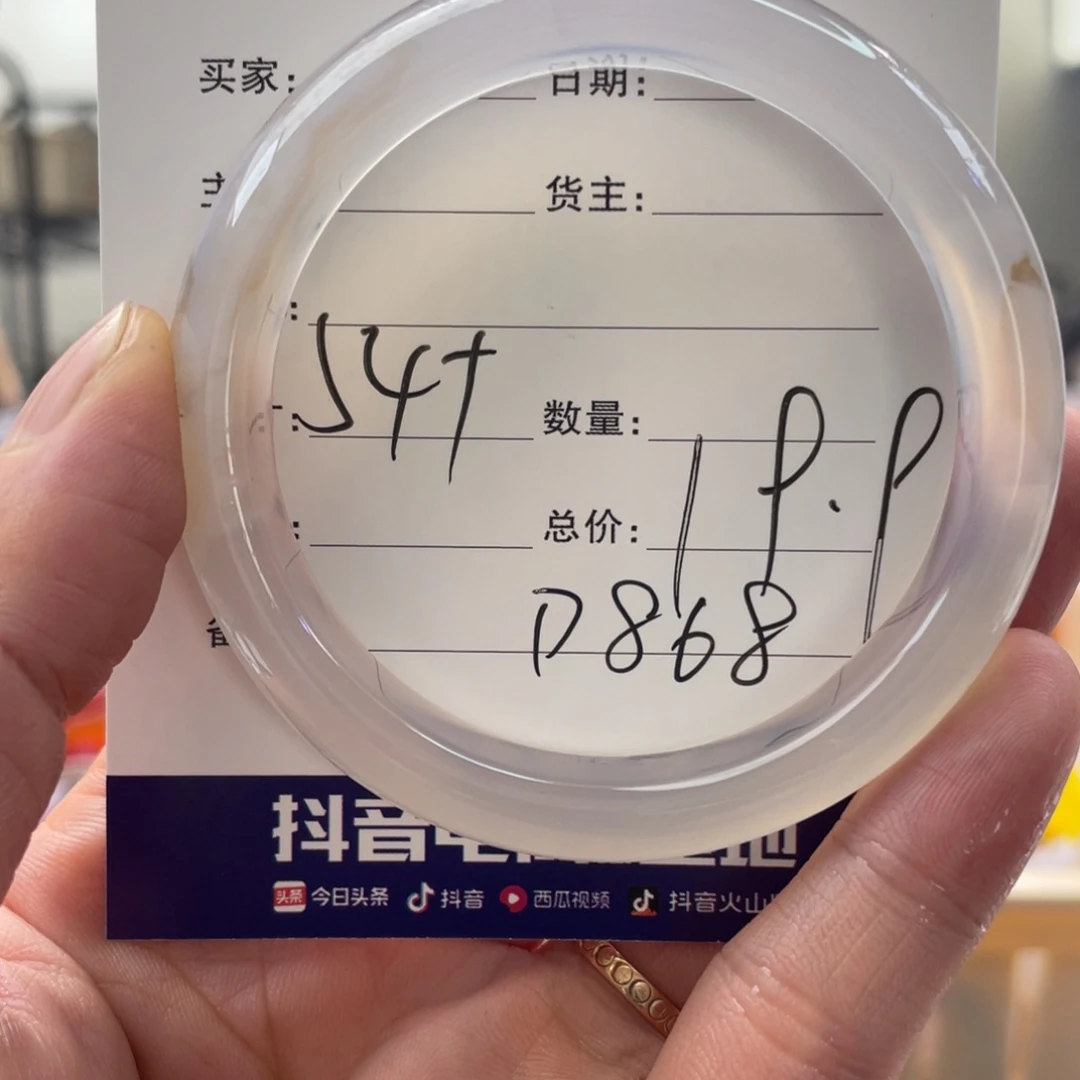 买家: 日期:
货主:
54+
数量:
1 P.P
总价:
D868
抖音
今日头条 抖音 西瓜视频 抖音火山